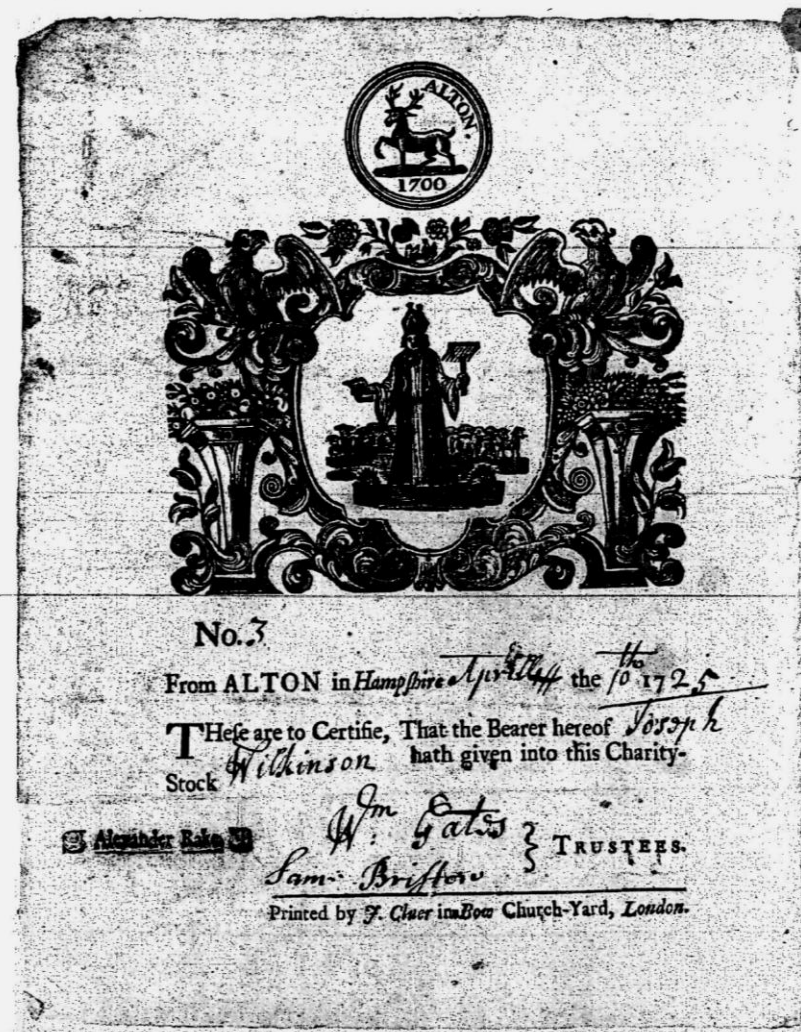 ALTON.
1700
No. 3
From ALTON in Hampshire Aprill the 10th 1725
THeſe are to Certifie, That the Bearer hereof Joseph
Wilkinson hath given into this Charity-
Stock
Wm. Gates
Alexander Rake
TRUSTEES.
Sam: Briſtow
Printed by J. Cluer in Bow Church-Yard, London.